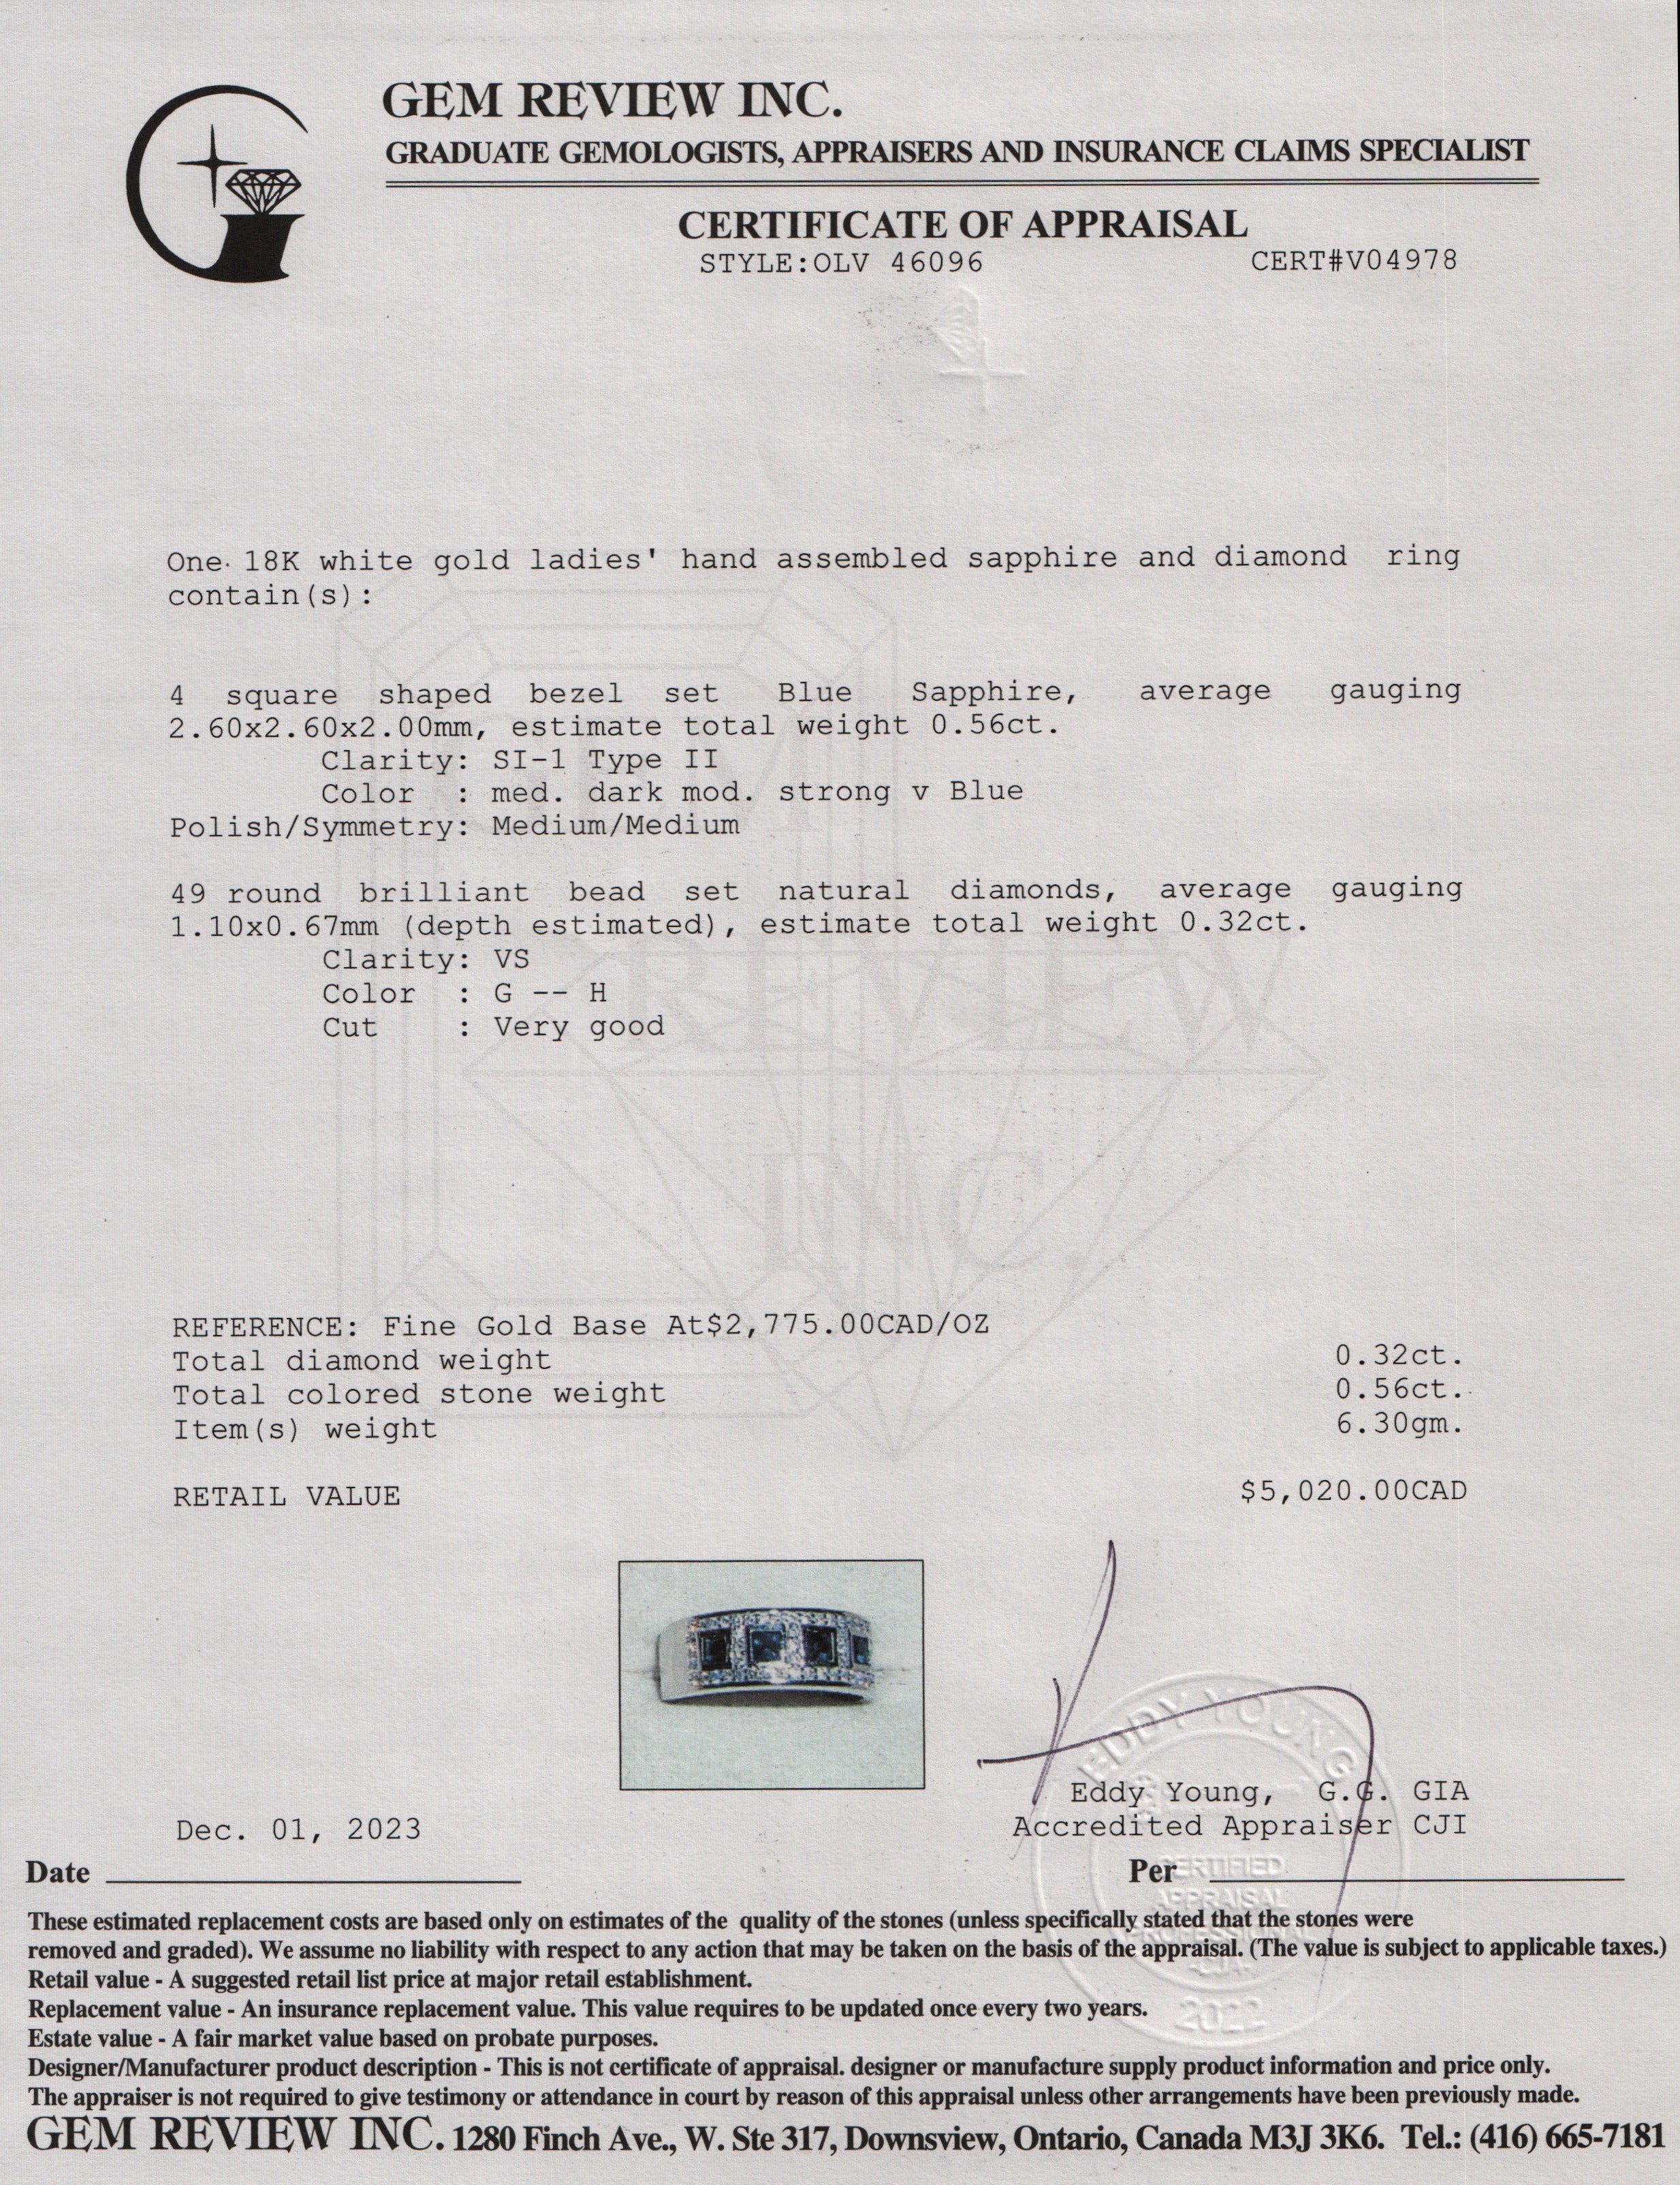 GEM REVIEW INC.
GRADUATE GEMOLOGISTS, APPRAISERS AND INSURANCE CLAIMS SPECIALIST
CERTIFICATE OF APPRAISAL
STYLE:OLV 46096 CERT#V04978
One 18K white gold ladies' hand assembled sapphire and diamond ring
contain(s):
4 square shaped bezel set Blue Sapphire, average gauging
2.60x2.60x2.00mm, estimate total weight 0.56ct.
Clarity: SI-1 Type II
Color : med. dark mod. strong v Blue
Polish/Symmetry: Medium/Medium
49 round brilliant bead set natural diamonds, average gauging
1.10x0.67mm (depth estimated), estimate total weight 0.32ct.
Clarity: VS
Color : G -- H
Cut : Very good
REVIEW
INC.
REFERENCE: Fine Gold Base At$2,775.00CAD/OZ
Total diamond weight 0.32ct.
Total colored stone weight 0.56ct.
Item(s) weight 6.30gm.
RETAIL VALUE $5,020.00CAD
EDDY YOUNG
Eddy Young, G.G. GIA
Dec. 01, 2023 Accredited Appraiser CJI
Date Per
CERTIFIED
APPRAISAL
PROFESSIONAL
2022
These estimated replacement costs are based only on estimates of the quality of the stones (unless specifically stated that the stones were
removed and graded). We assume no liability with respect to any action that may be taken on the basis of the appraisal. (The value is subject to applicable taxes.)
Retail value - A suggested retail list price at major retail establishment.
Replacement value - An insurance replacement value. This value requires to be updated once every two years.
Estate value - A fair market value based on probate purposes.
Designer/Manufacturer product description - This is not certificate of appraisal. designer or manufacture supply product information and price only.
The appraiser is not required to give testimony or attendance in court by reason of this appraisal unless other arrangements have been previously made.
GEM REVIEW INC. 1280 Finch Ave., W. Ste 317, Downsview, Ontario, Canada M3J 3K6. Tel.: (416) 665-7181